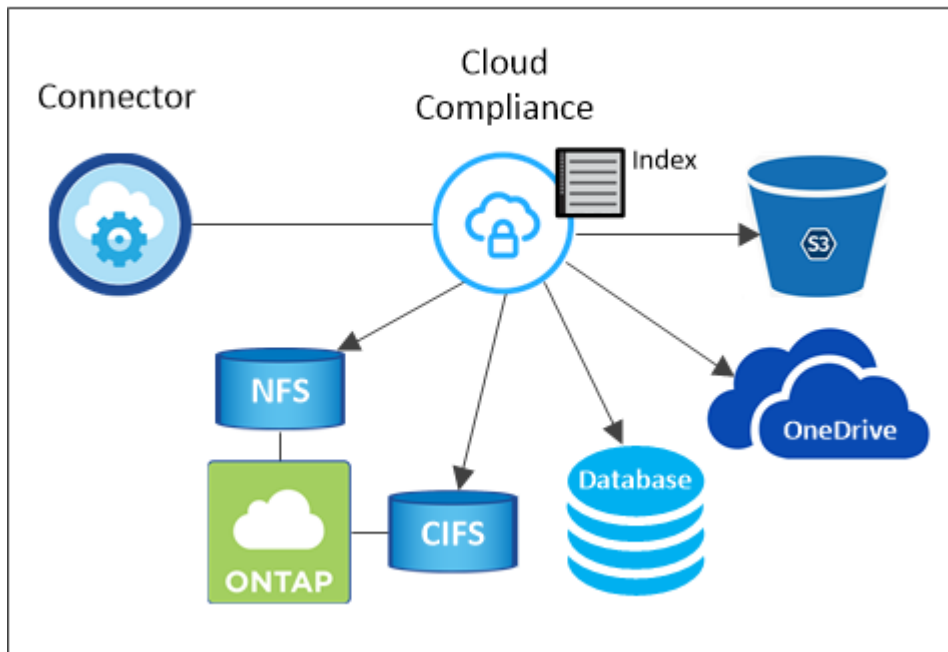 Connector
Cloud
Compliance
Index
S3
NFS
OneDrive
Database
CIFS
ONTAP